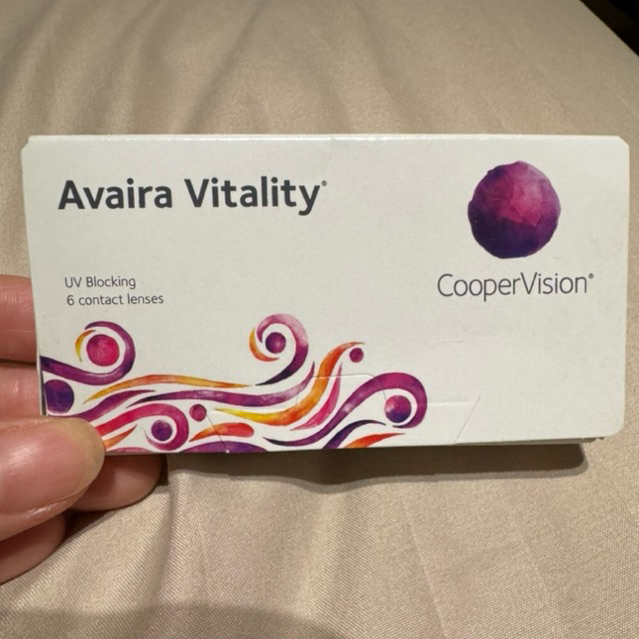 Avaira Vitality®
CooperVision®
UV Blocking
6 contact lenses